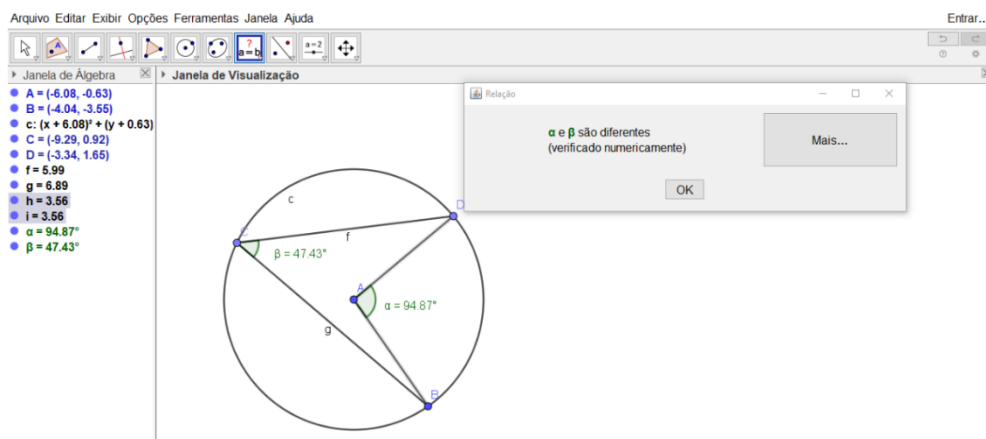 Arquivo Editar Exibir Opções Ferramentas Janela Ajuda
Entrar...
A
?
a=b
a=2
Janela de Álgebra
Janela de Visualização
A = (-6.08, -0.63)
B = (-4.04, -3.55)
c: (x + 6.08)² + (y + 0.63)
C = (-9.29, 0.92)
D = (-3.34, 1.65)
f = 5.99
g = 6.89
h = 3.56
i = 3.56
α = 94.87°
β = 47.43°
Relação
α e β são diferentes
(verificado numericamente)
Mais...
OK
c
D
C
f
β = 47.43°
A
α = 94.87°
g
B